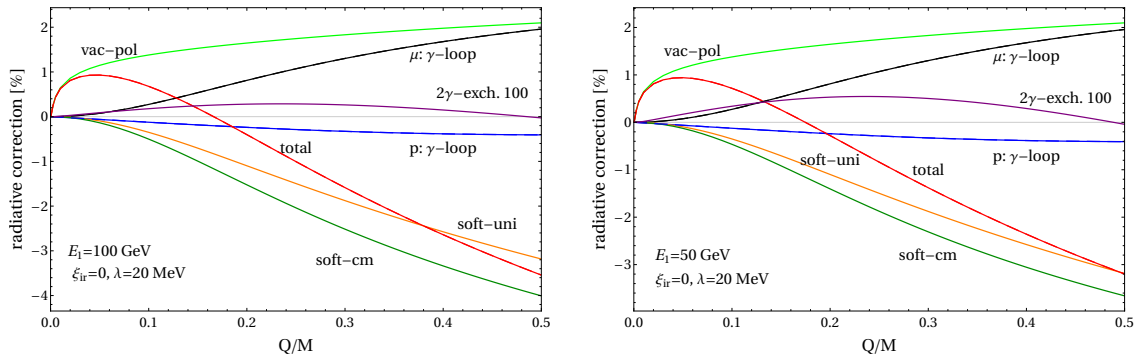 radiative correction [%]
2
1
0
-1
-2
-3
-4
vac-pol
μ: γ-loop
2γ-exch. 100
p: γ-loop
total
soft-uni
soft-cm
E₁=100 GeV
ξir=0, λ=20 MeV
0.0 0.1 0.2 0.3 0.4 0.5
Q/M
radiative correction [%]
2
1
0
-1
-2
-3
vac-pol
μ: γ-loop
2γ-exch. 100
p: γ-loop
soft-uni
total
soft-cm
E₁=50 GeV
ξir=0, λ=20 MeV
0.0 0.1 0.2 0.3 0.4 0.5
Q/M